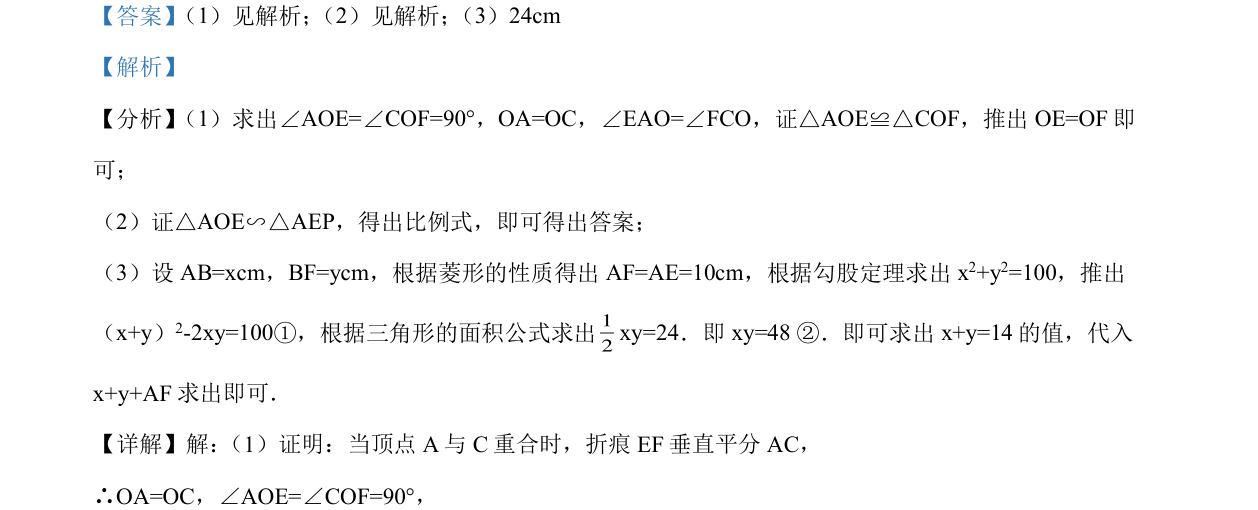 【答案】（1）见解析；（2）见解析；（3）24cm
【解析】
【分析】（1）求出∠AOE=∠COF=90°，OA=OC，∠EAO=∠FCO，证△AOE≌△COF，推出 OE=OF 即
可；
（2）证△AOE∽△AEP，得出比例式，即可得出答案；
（3）设 AB=xcm，BF=ycm，根据菱形的性质得出 AF=AE=10cm，根据勾股定理求出 x²+y²=100，推出
（x+y）²-2xy=100①，根据三角形的面积公式求出 1/2 xy=24．即 xy=48 ②．即可求出 x+y=14 的值，代入
x+y+AF 求出即可．
【详解】解：（1）证明：当顶点 A 与 C 重合时，折痕 EF 垂直平分 AC，
∴OA=OC，∠AOE=∠COF=90°，